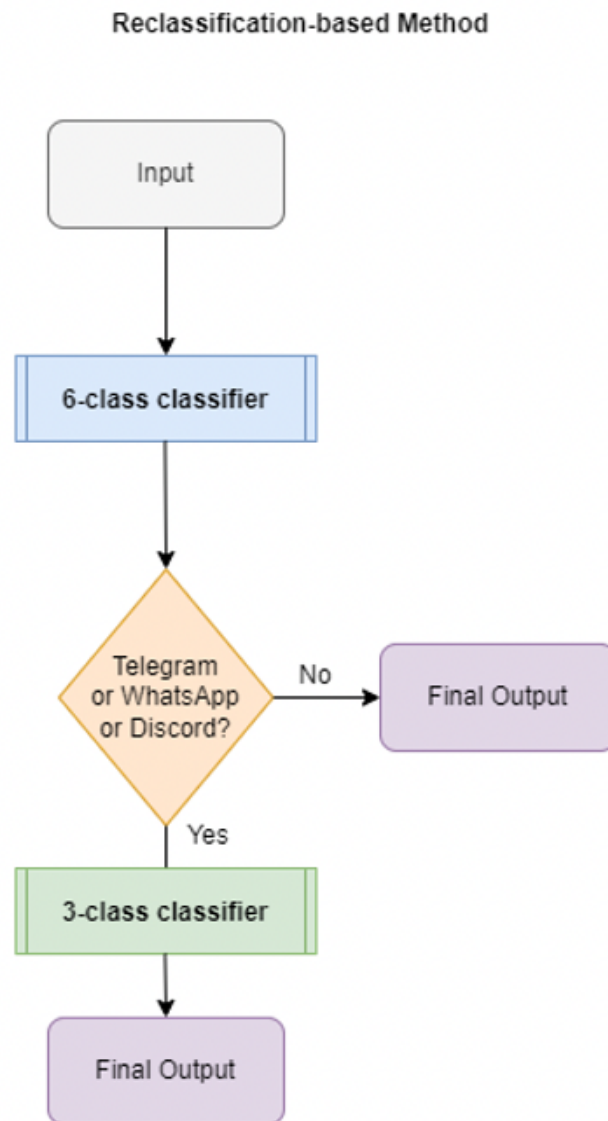 Reclassification-based Method
Input
6-class classifier
Telegram
or WhatsApp
or Discord?
No
Final Output
Yes
3-class classifier
Final Output